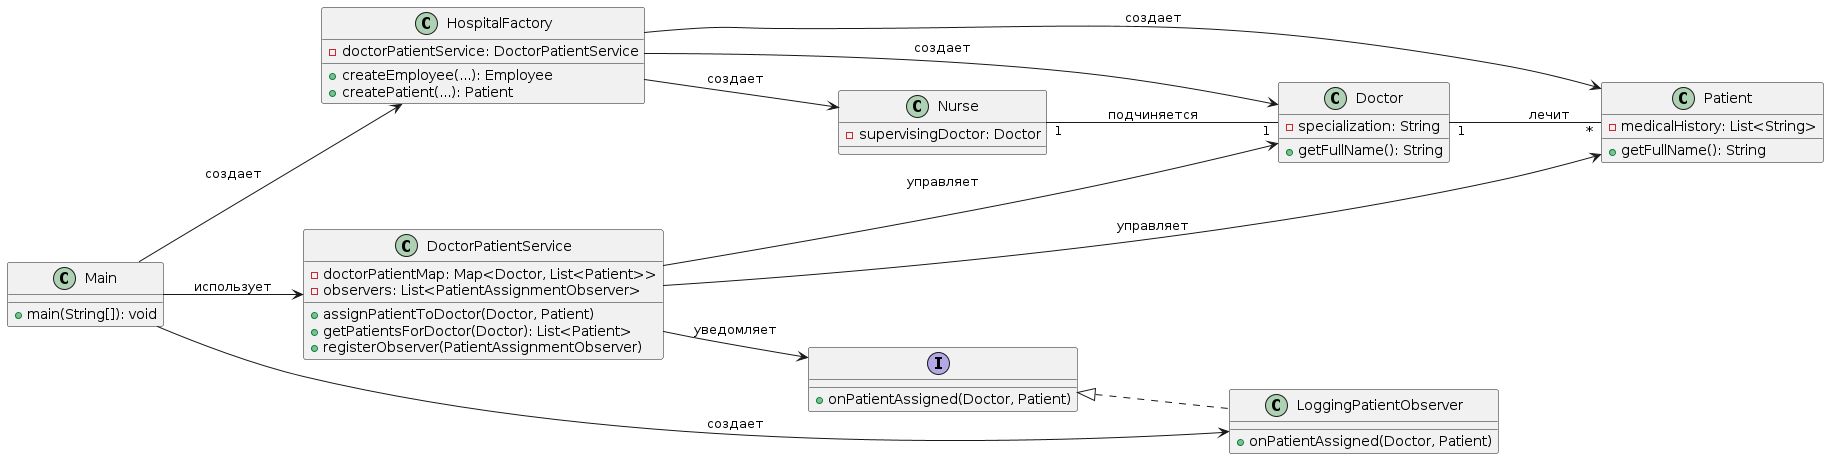 HospitalFactory
doctorPatientService: DoctorPatientService
createEmployee(...): Employee
createPatient(...): Patient
создает
создает
создает
C Nurse
supervisingDoctor: Doctor
подчиняется
1
1
C Doctor
specialization: String
getFullName(): String
лечит
1
*
C Patient
medicalHistory: List<String>
getFullName(): String
создает
управляет
управляет
C DoctorPatientService
doctorPatientMap: Map<Doctor, List<Patient>>
observers: List<PatientAssignmentObserver>
assignPatientToDoctor(Doctor, Patient)
getPatientsForDoctor(Doctor): List<Patient>
registerObserver(PatientAssignmentObserver)
C Main
main(String[]): void
использует
уведомляет
I
onPatientAssigned(Doctor, Patient)
C LoggingPatientObserver
onPatientAssigned(Doctor, Patient)
создает